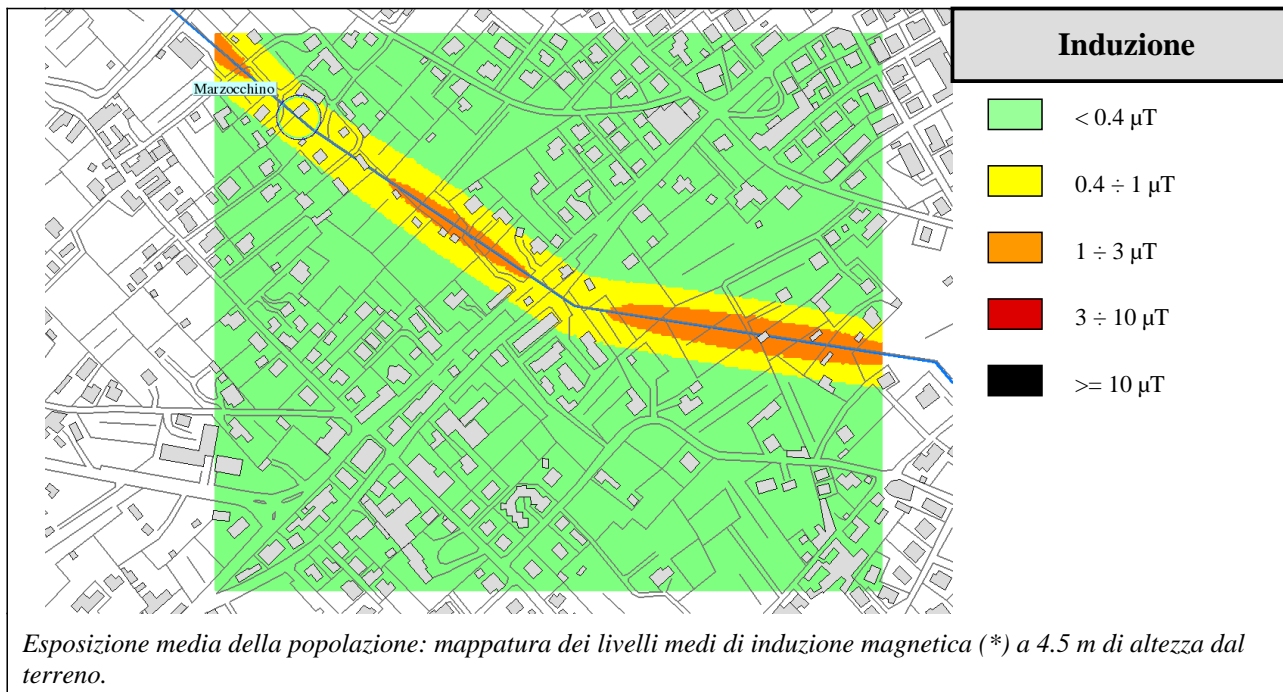 Marzocchino
Induzione
< 0.4 µT
0.4 ÷ 1 µT
1 ÷ 3 µT
3 ÷ 10 µT
>= 10 µT
Esposizione media della popolazione: mappatura dei livelli medi di induzione magnetica (*) a 4.5 m di altezza dal
terreno.